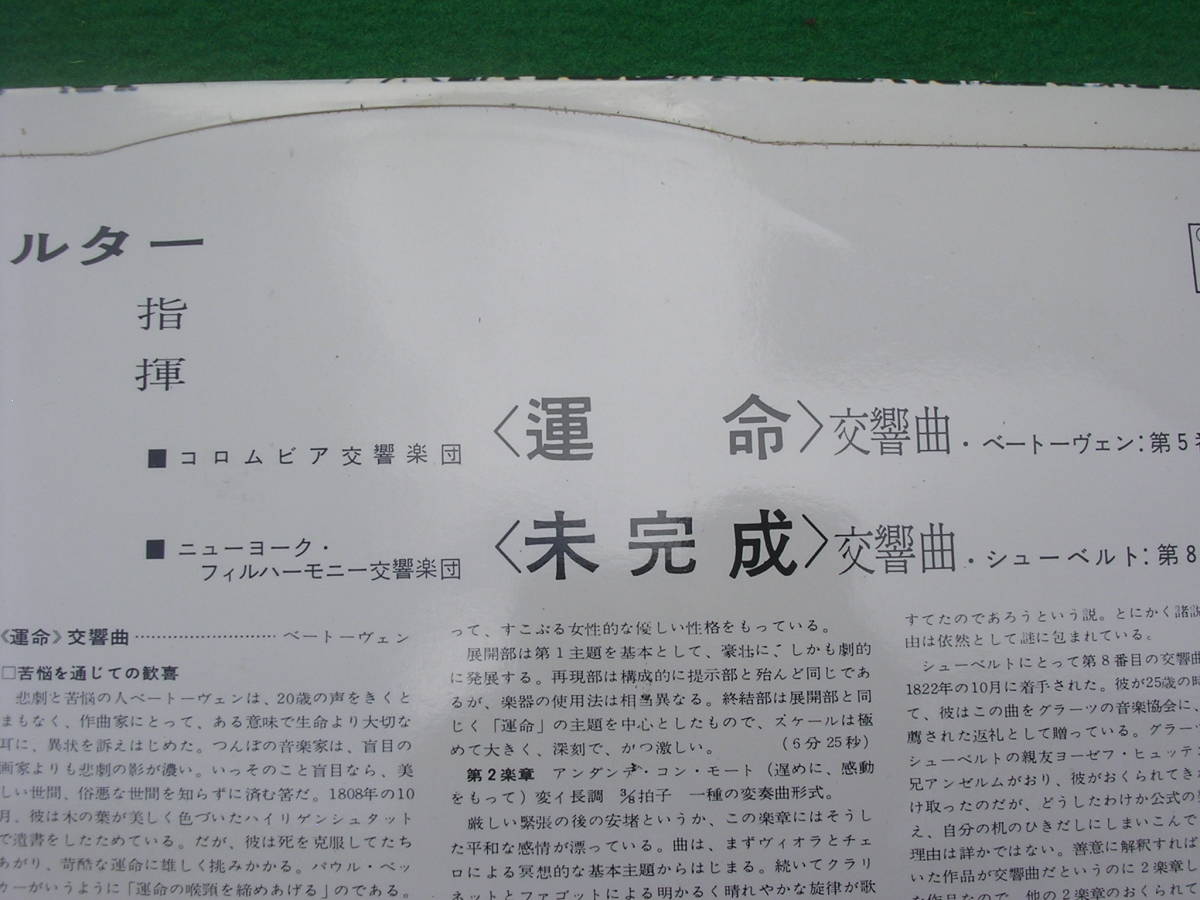 ルター
指
揮
■ コロムビア交響楽団 〈運命〉交響曲・ベートーヴェン:第5
■ ニューヨーク・
フィルハーモニー交響楽団 〈未完成〉交響曲・シューベルト:第8
《運命》交響曲……………………ベートーヴェン
□苦悩を通じての歓喜
悲劇と苦悩の人ベートーヴェンは、20歳の声をきくと
まもなく、作曲家にとって、ある意味で生命より大切な
耳に、異状を訴えはじめた。つんぼの音楽家は、盲目の
画家よりも悲劇の影が濃い。いっそのこと盲目なら、美
しい世間、俗悪な世間を知らずに済む筈だ。1808年の10
月、彼は木の葉が美しく色づいたハイリゲンシュタット
で遺書をしたためている。だが、彼は死を克服してたち
あがり、苛酷な運命に雄しく挑みかかる。パウル・ベッ
カーがいうように「運命の喉頸を締めあげる」のである。
って、すこぶる女性的な優しい性格をもっている。
展開部は第1主題を基本として、豪壮に、しかも劇的
に発展する。再現部は構成的に提示部と殆んど同じであ
るが、楽器の使用法は相当異なる。終結部は展開部と同
じく「運命」の主題を中心としたもので、スケールは極
めて大きく、深刻で、かつ激しい。 (6分25秒)
第2楽章 アンダンテ・コン・モート(遅めに、感動
をもって)変イ長調 3/8拍子 一種の変奏曲形式。
厳しい緊張の後の安堵というか、この楽章にはそうし
た平和な感情が漂っている。曲は、まずヴィオラとチェ
ロによる冥想的な基本主題からはじまる。続いてクラリ
ネットとファゴットによる明かるく晴れやかな旋律が歌
すてたのであろうという説。とにかく諸説
由は依然として謎に包まれている。
シューベルトにとって第8番目の交響曲
1822年の10月に着手された。彼が25歳の時
て、彼はこの曲をグラーツの音楽協会に、
薦された返礼として贈っている。グラー
シューベルトの親友ヨーゼフ・ヒュッテン
兄アンゼルムがおり、彼がおくられてきな
け取ったのだが、どうしたわけか公式の
え、自分の机のひきだしにしまいこんで
理由は詳かではない。善意に解釈すれば
いた作品が交響曲だというのに2楽章し
な作品なので、他の2楽章のおくられて